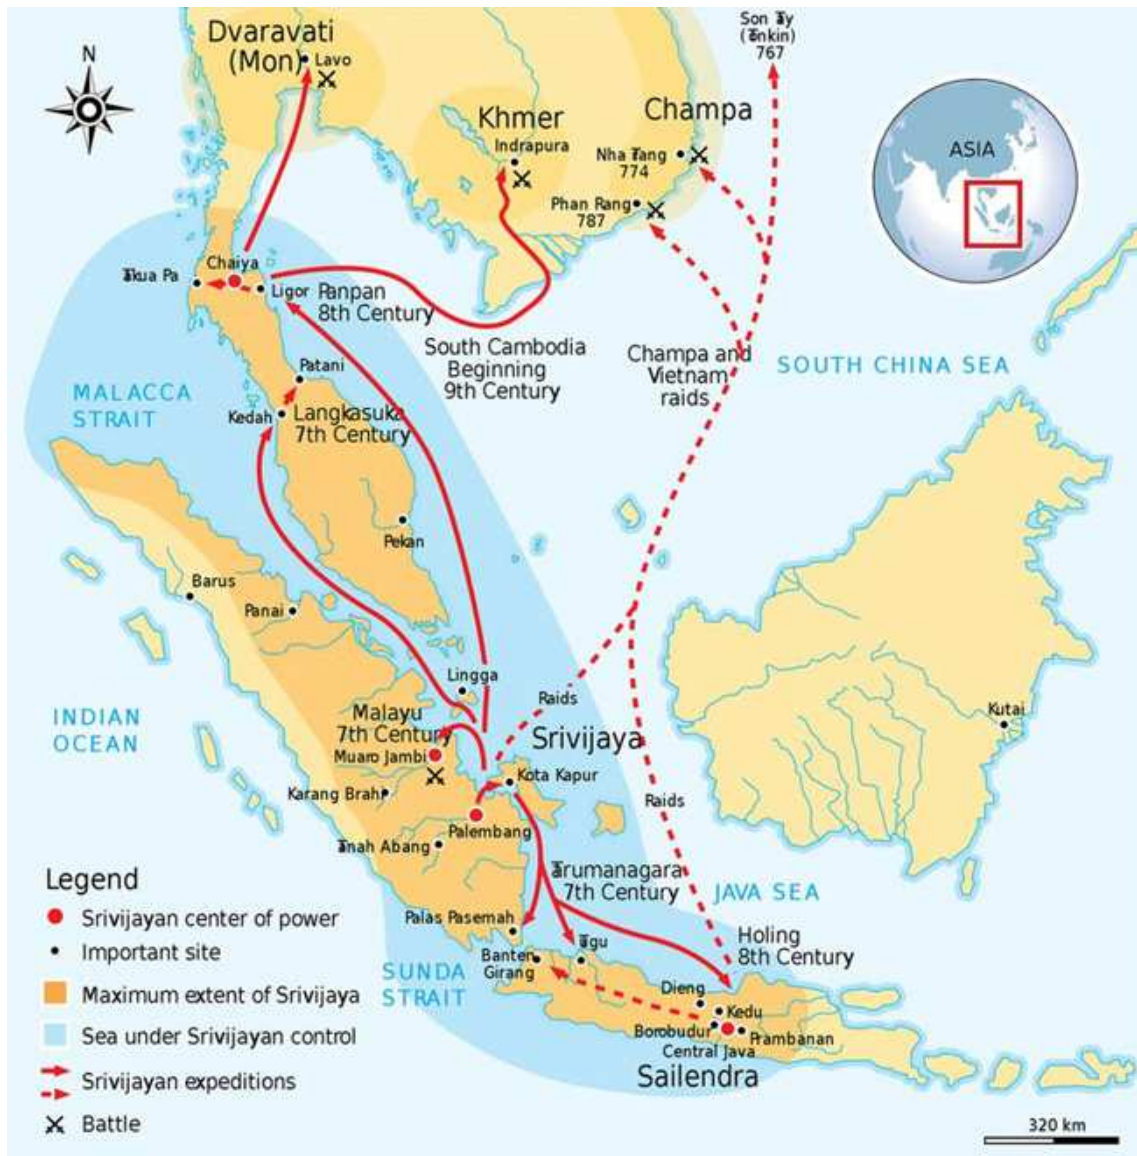 Dvaravati
(Mon)
Lavo
Son Tay
(Tonkin)
767
N
Khmer
Indrapura
Champa
Nha Trang
774
Phan Rang
787
ASIA
Chaiya
Takua Pa
Ligor
Panpan
8th Century
South Cambodia
Beginning
9th Century
Champa and
Vietnam
raids
SOUTH CHINA SEA
MALACCA
STRAIT
Patani
Kedah
Langkasuka
7th Century
Pekan
Barus
Panai
Lingga
INDIAN
OCEAN
Malayu
7th Century
Muaro Jambi
Raids
Srivijaya
Kutai
Kota Kapur
Karang Brahi
Raids
Palembang
Tanah Abang
Tarumanagara
7th Century
JAVA SEA
Palas Pasemah
Tugu
Holing
8th Century
Banten
Girang
SUNDA
STRAIT
Dieng
Kedu
Borobudur
Prambanan
Central Java
Sailendra
Legend
Srivijayan center of power
Important site
Maximum extent of Srivijaya
Sea under Srivijayan control
Srivijayan expeditions
Battle
320 km